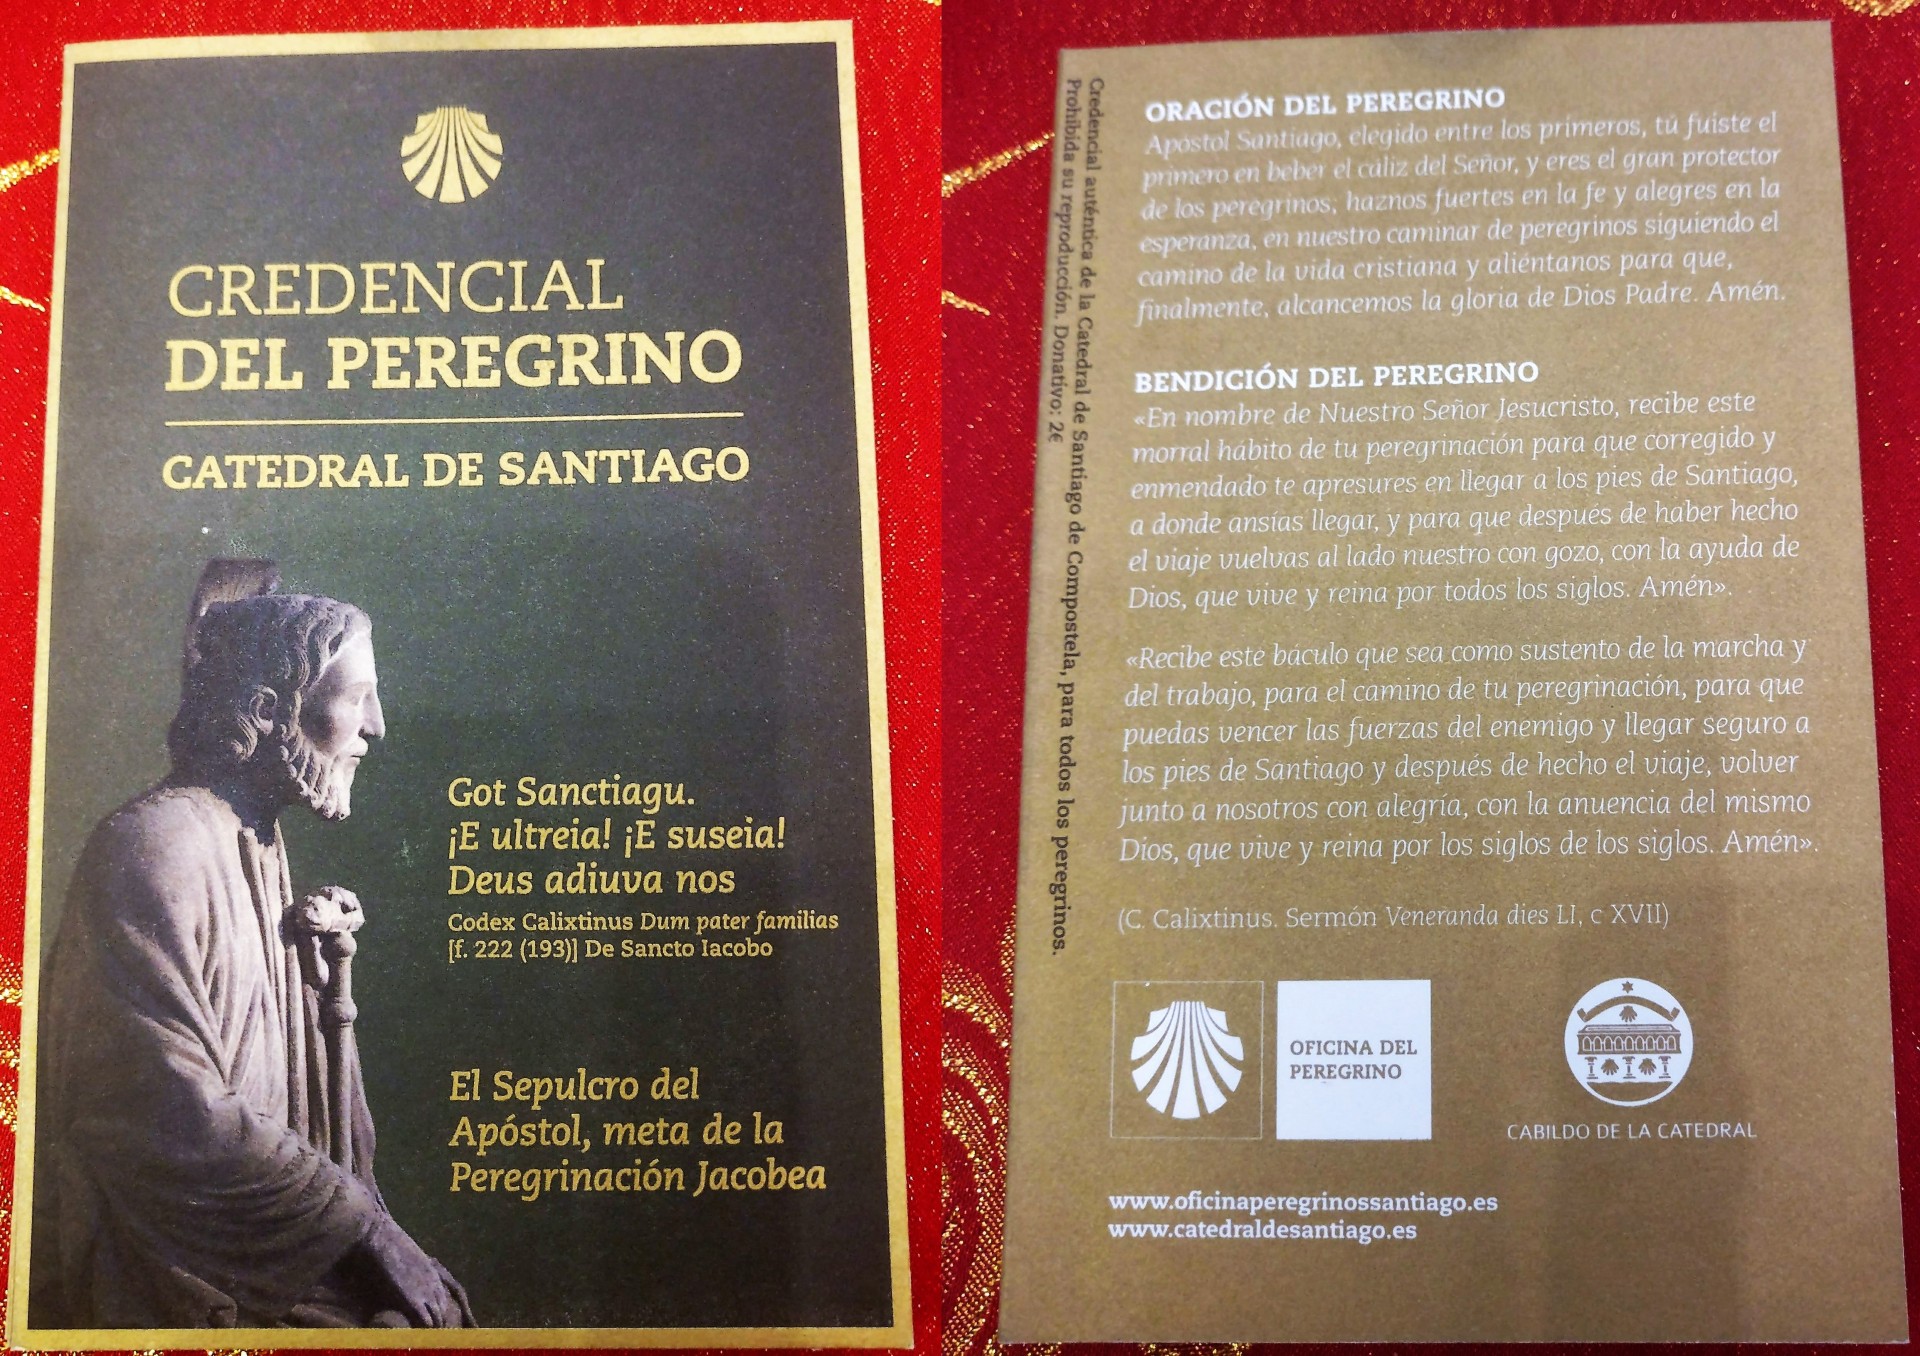 CREDENCIAL
DEL PEREGRINO
CATEDRAL DE SANTIAGO
Got Sanctiagu.
¡E ultreia! ¡E suseia!
Deus adiuva nos
Codex Calixtinus Dum pater familias
[f. 222 (193)] De Sancto Iacobo
El Sepulcro del
Apóstol, meta de la
Peregrinación Jacobea
Credencial auténtica de la Catedral de Santiago de Compostela, para todos los peregrinos.
Prohibida su reproducción. Donativo: 2€
ORACIÓN DEL PEREGRINO
Apóstol Santiago, elegido entre los primeros, tú fuiste el
primero en beber el cáliz del Señor, y eres el gran protector
de los peregrinos; haznos fuertes en la fe y alegres en la
esperanza, en nuestro caminar de peregrinos siguiendo el
camino de la vida cristiana y aliéntanos para que,
finalmente, alcancemos la gloria de Dios Padre. Amén.
BENDICIÓN DEL PEREGRINO
«En nombre de Nuestro Señor Jesucristo, recibe este
morral hábito de tu peregrinación para que corregido y
enmendado te apresures en llegar a los pies de Santiago,
a donde ansías llegar, y para que después de haber hecho
el viaje vuelvas al lado nuestro con gozo, con la ayuda de
Dios, que vive y reina por todos los siglos. Amén».
«Recibe este báculo que sea como sustento de la marcha y
del trabajo, para el camino de tu peregrinación, para que
puedas vencer las fuerzas del enemigo y llegar seguro a
los pies de Santiago y después de hecho el viaje, volver
junto a nosotros con alegría, con la anuencia del mismo
Dios, que vive y reina por los siglos de los siglos. Amén».
(C. Calixtinus. Sermón Veneranda dies LI, c XVII)
OFICINA DEL
PEREGRINO
CABILDO DE LA CATEDRAL
www.oficinaperegrinossantiago.es
www.catedraldesantiago.es